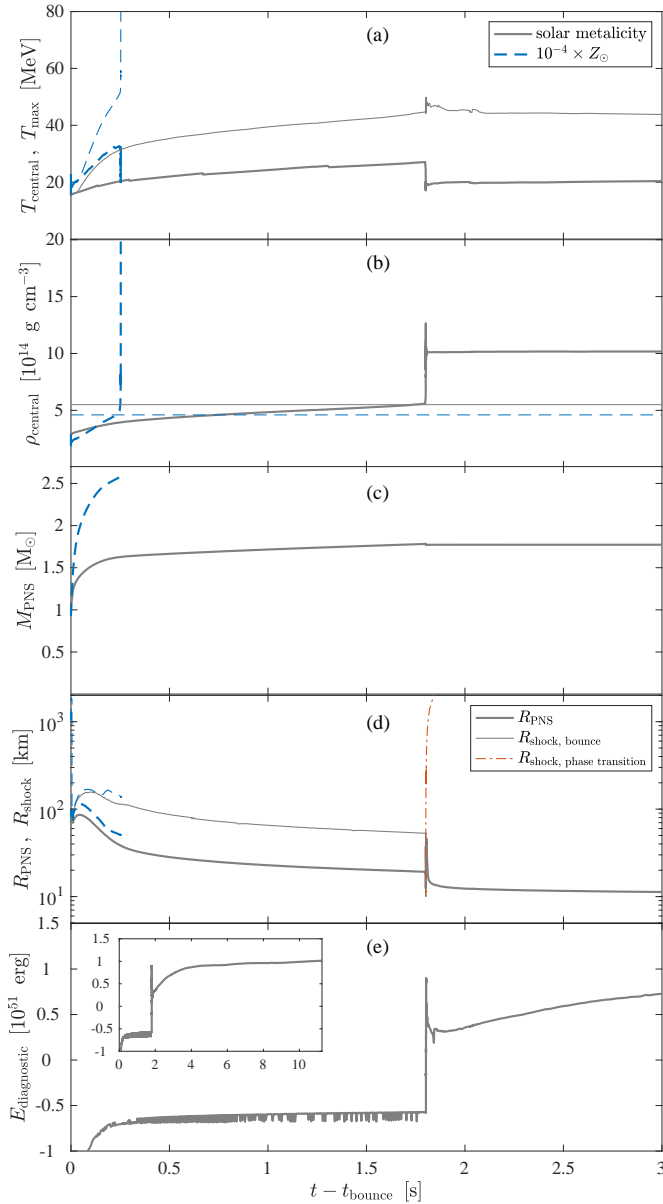 80
60
40
20
T_central , T_max [MeV]
(a)
solar metalicity
10^−4 × Z_⊙
20
15
10
5
ρ_central [10^14 g cm^−3]
(b)
2.5
2
1.5
1
0.5
M_PNS [M_⊙]
(c)
10^3
10^2
10^1
R_PNS , R_shock [km]
(d)
R_PNS
R_shock, bounce
R_shock, phase transition
1.5
1
0.5
0
-0.5
-1
E_diagnostic [10^51 erg]
(e)
1.5
1
0.5
0
-0.5
-1
0 2 4 6 8 10
0 0.5 1 1.5 2 2.5 3
t − t_bounce [s]